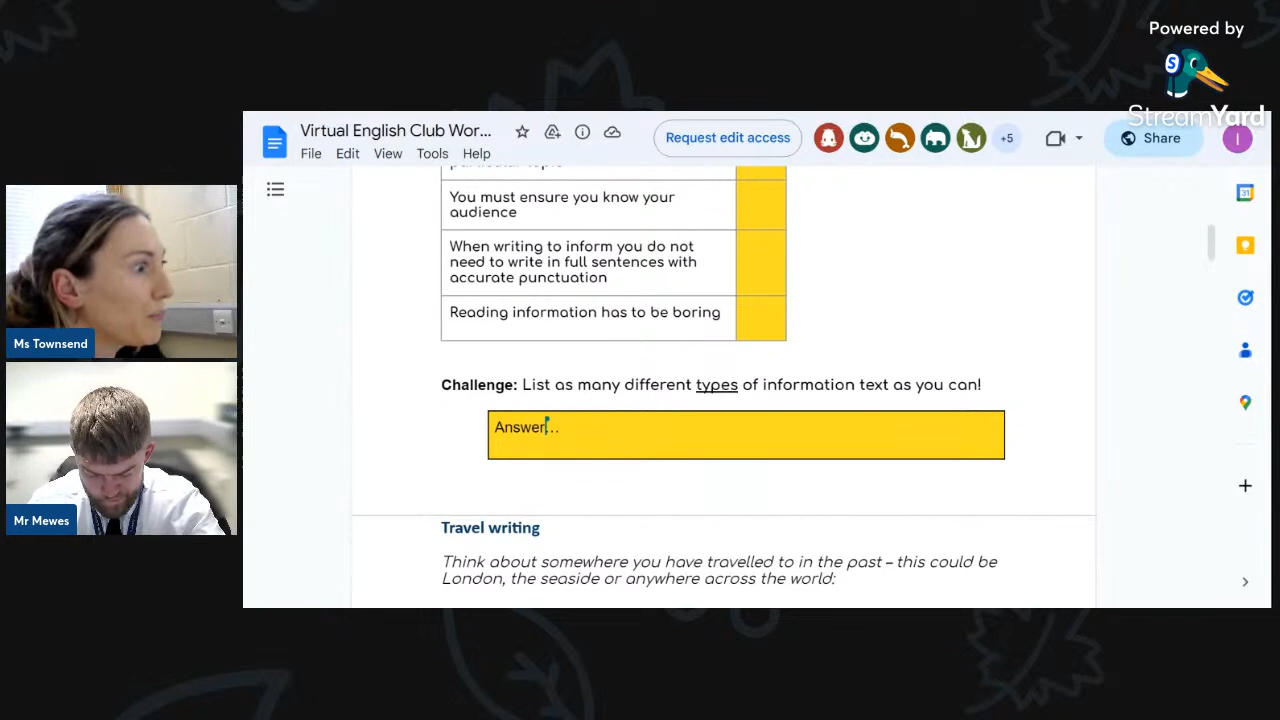 Powered by
StreamYard
Virtual English Club Wor...
Request edit access
+5
Share
I
File Edit View Tools Help
particular topic
You must ensure you know your
audience
When writing to inform you do not
need to write in full sentences with
accurate punctuation
Reading information has to be boring
Challenge: List as many different types of information text as you can!
Answer...
Travel writing
Think about somewhere you have travelled to in the past – this could be
London, the seaside or anywhere across the world:
Ms Townsend
Mr Mewes
31